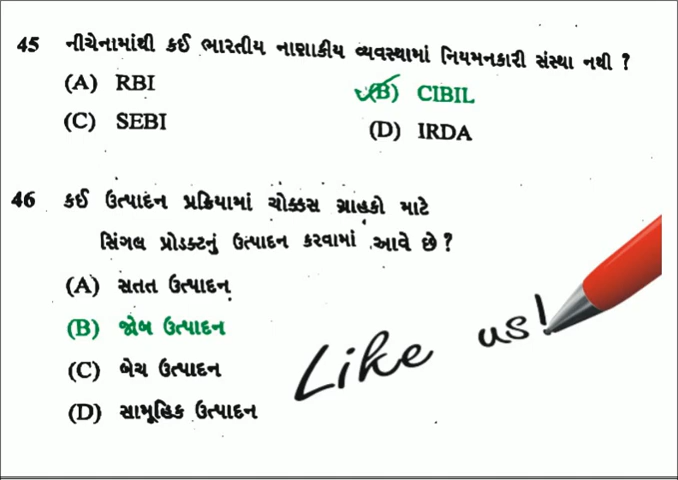 45 નીચેનામાંથી કઈ ભારતીય નાણાકીય વ્યવસ્થામાં નિયમનકારી સંસ્થા નથી ?
(A) RBI (B) CIBIL
(C) SEBI (D) IRDA
46 કઈ ઉત્પાદન પ્રક્રિયામાં ચોક્કસ ગ્રાહકો માટે
સિંગલ પ્રોડક્ટનું ઉત્પાદન કરવામાં આવે છે ?
(A) સતત ઉત્પાદન
(B) જોબ ઉત્પાદન
(C) બેચ ઉત્પાદન
(D) સામૂહિક ઉત્પાદન
Like us!